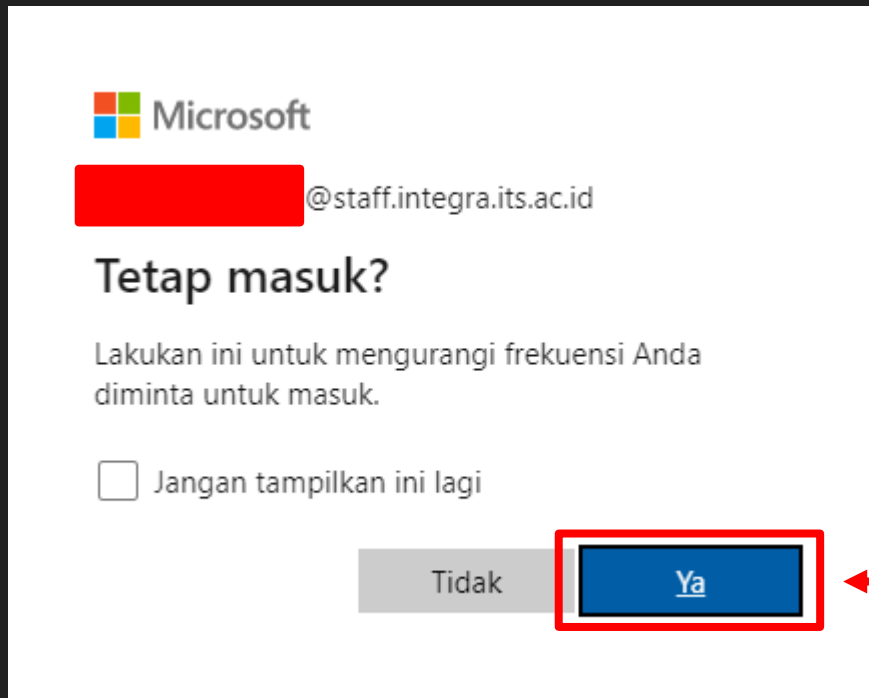 Microsoft
@staff.integra.its.ac.id
Tetap masuk?
Lakukan ini untuk mengurangi frekuensi Anda
diminta untuk masuk.
Jangan tampilkan ini lagi
Tidak
Ya